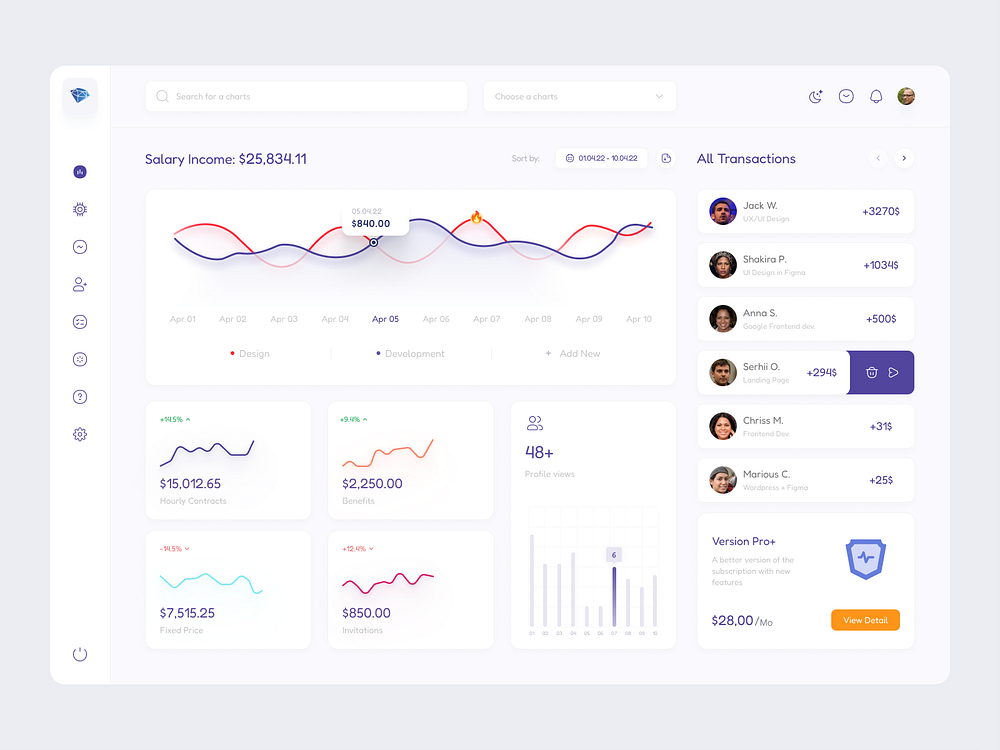 Search for a charts
Choose a charts
Salary Income: $25,834.11
Sort by:
01.04.22 - 10.04.22
All Transactions
05.04.22
$840.00
Apr 01 Apr 02 Apr 03 Apr 04 Apr 05 Apr 06 Apr 07 Apr 08 Apr 09 Apr 10
Design
Development
+ Add New
+14.5%
$15,012.65
Hourly Contracts
+9.4%
$2,250.00
Benefits
-14.5%
$7,515.25
Fixed Price
+12.4%
$850.00
Invitations
48+
Profile views
6
01 02 03 04 05 06 07 08 09 10
Jack W.
UX/UI Design
+3270$
Shakira P.
UI Design in Figma
+1034$
Anna S.
Google Frontend dev
+500$
Serhii O.
Landing Page
+294$
Chriss M.
Frontend Dev
+31$
Marious C.
Wordpress + Figma
+25$
Version Pro+
A better version of the
subscription with new
features
$28,00/Mo
View Detail